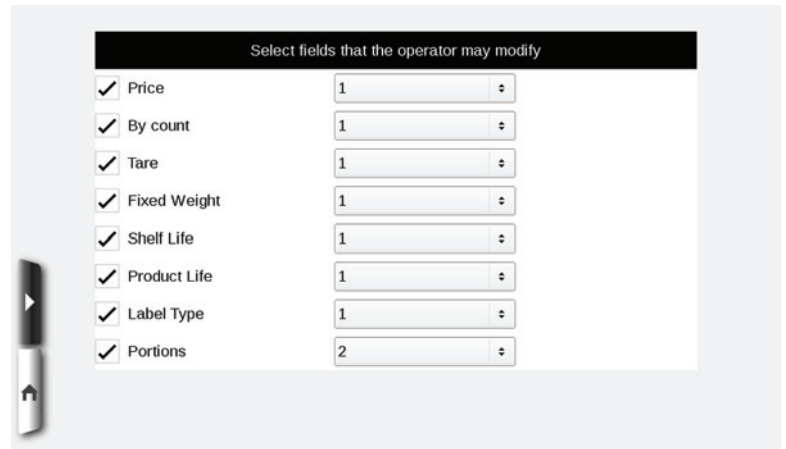 Select fields that the operator may modify
Price 1
By count 1
Tare 1
Fixed Weight 1
Shelf Life 1
Product Life 1
Label Type 1
Portions 2